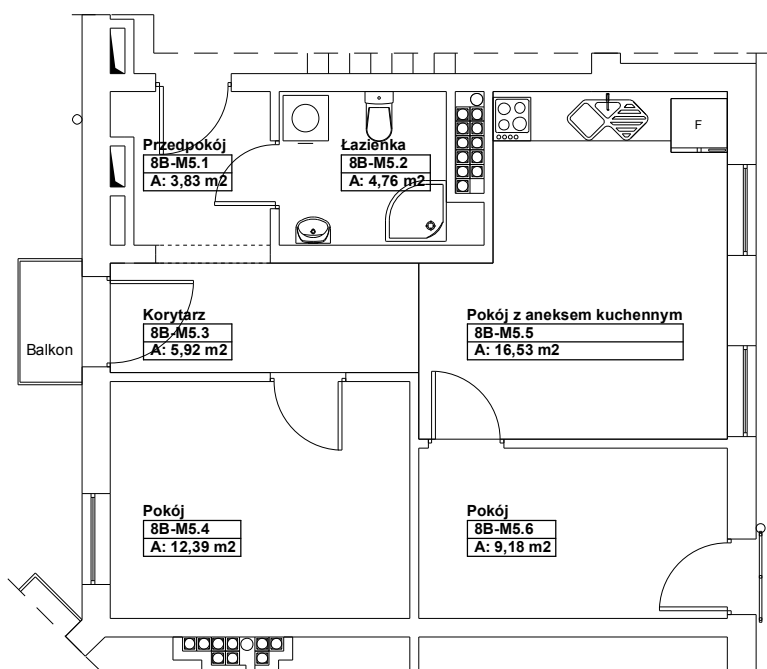 F
Przedpokój
8B-M5.1
A: 3,83 m2
Łazienka
8B-M5.2
A: 4,76 m2
Korytarz
8B-M5.3
A: 5,92 m2
Pokój z aneksem kuchennym
8B-M5.5
A: 16,53 m2
Balkon
Pokój
8B-M5.4
A: 12,39 m2
Pokój
8B-M5.6
A: 9,18 m2